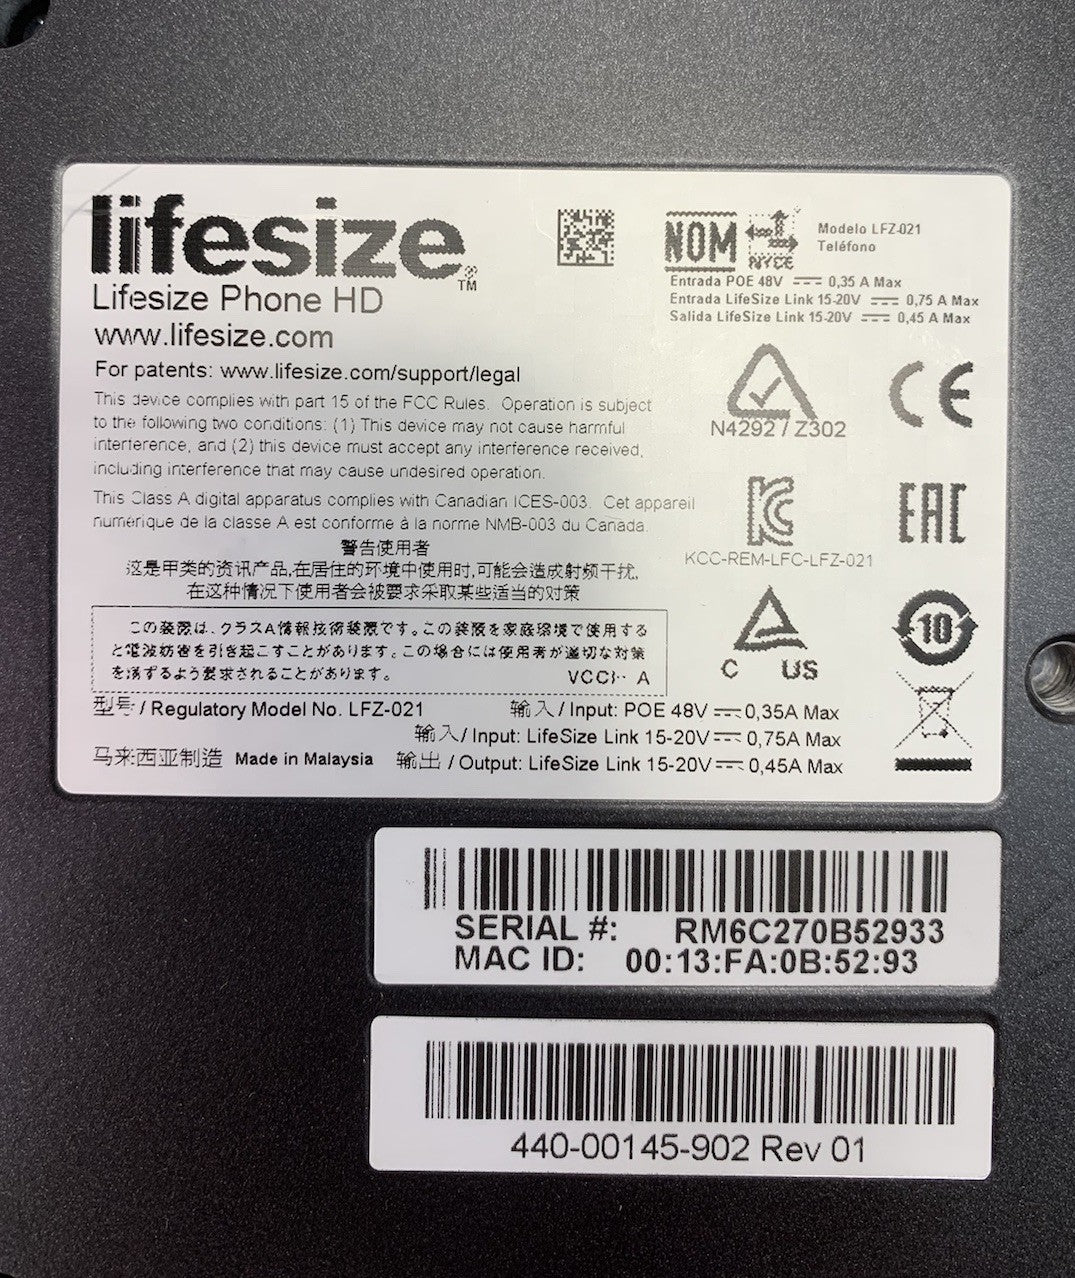 lifesize™
Lifesize Phone HD
www.lifesize.com
For patents: www.lifesize.com/support/legal
This device complies with part 15 of the FCC Rules. Operation is subject
to the following two conditions: (1) This device may not cause harmful
interference, and (2) this device must accept any interference received,
including interference that may cause undesired operation.
This Class A digital apparatus complies with Canadian ICES-003. Cet appareil
numérique de la classe A est conforme à la norme NMB-003 du Canada.
警告使用者
这是甲类的资讯产品,在居住的环境中使用时,可能会造成射频干扰,
在这种情况下使用者会被要求采取某些适当的对策
この装置は、クラスA情報技術装置です。この装置を家庭環境で使用する
と電波妨害を引き起こすことがあります。この場合には使用者が適切な対策
を講ずるよう要求されることがあります。
VCCI-A
型号 / Regulatory Model No. LFZ-021
马来西亚制造 Made in Malaysia
输入 / Input: POE 48V ⎓ 0,35A Max
输入 / Input: LifeSize Link 15-20V ⎓ 0,75A Max
输出 / Output: LifeSize Link 15-20V ⎓ 0,45A Max
NOM
NYCE
Modelo LFZ-021
Teléfono
Entrada POE 48V ⎓ 0,35 A Max
Entrada LifeSize Link 15-20V ⎓ 0,75 A Max
Salida LifeSize Link 15-20V ⎓ 0,45 A Max
N4292 / Z302
CE
KCC-REM-LFC-LFZ-021
EAC
C US
10
SERIAL #: RM6C270B52933
MAC ID: 00:13:FA:0B:52:93
440-00145-902 Rev 01